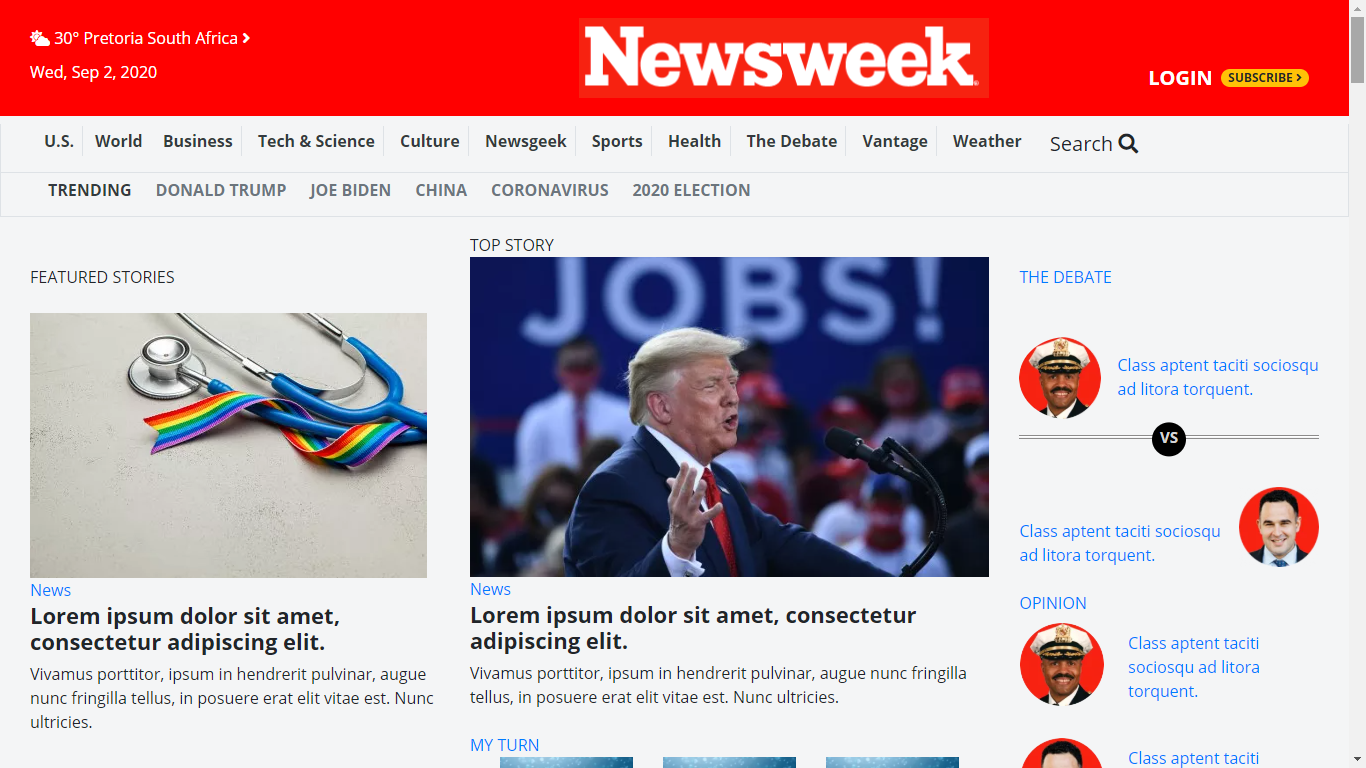 30° Pretoria South Africa
Wed, Sep 2, 2020
Newsweek
LOGIN SUBSCRIBE
U.S. World Business Tech & Science Culture Newsgeek Sports Health The Debate Vantage Weather Search
TRENDING DONALD TRUMP JOE BIDEN CHINA CORONAVIRUS 2020 ELECTION
FEATURED STORIES
News
Lorem ipsum dolor sit amet,
consectetur adipiscing elit.
Vivamus porttitor, ipsum in hendrerit pulvinar, augue
nunc fringilla tellus, in posuere erat elit vitae est. Nunc
ultricies.
TOP STORY
JOBS!
News
Lorem ipsum dolor sit amet, consectetur
adipiscing elit.
Vivamus porttitor, ipsum in hendrerit pulvinar, augue nunc fringilla
tellus, in posuere erat elit vitae est. Nunc ultricies.
MY TURN
THE DEBATE
Class aptent taciti sociosqu
ad litora torquent.
VS
Class aptent taciti sociosqu
ad litora torquent.
OPINION
Class aptent taciti
sociosqu ad litora
torquent.
Class aptent taciti